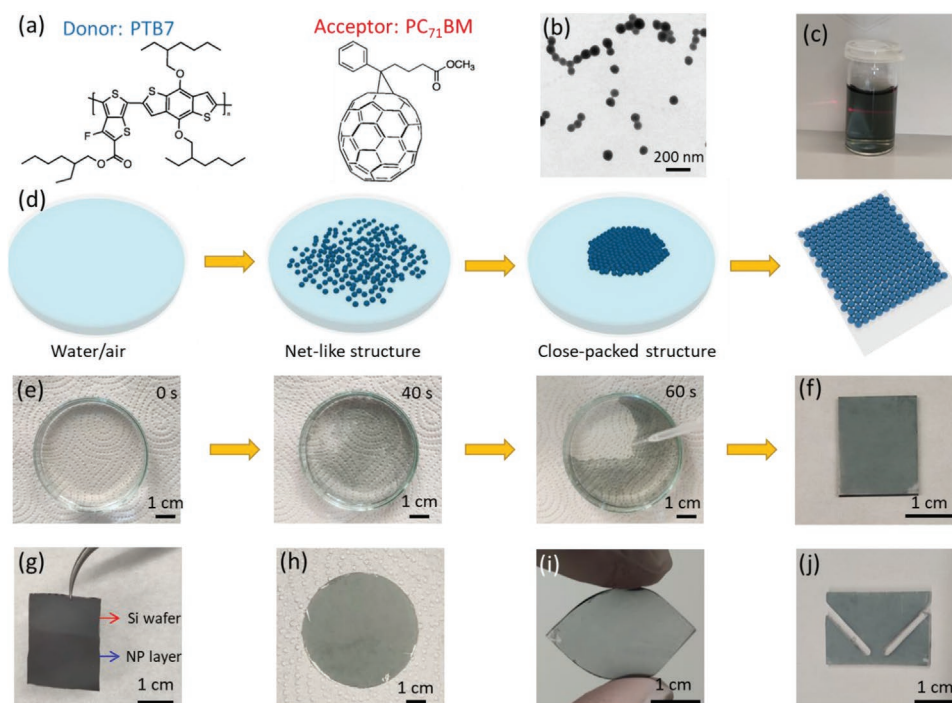 (a)
Donor: PTB7
Acceptor: PC71BM
(b)
(c)
S
S
O
O
S
S
n
F
O
O
O
OCH3
200 nm
(d)
Water/air
Net-like structure
Close-packed structure
(e)
0 s
40 s
60 s
(f)
1 cm
1 cm
1 cm
1 cm
(g)
(h)
(i)
(j)
Si wafer
NP layer
1 cm
1 cm
1 cm
1 cm